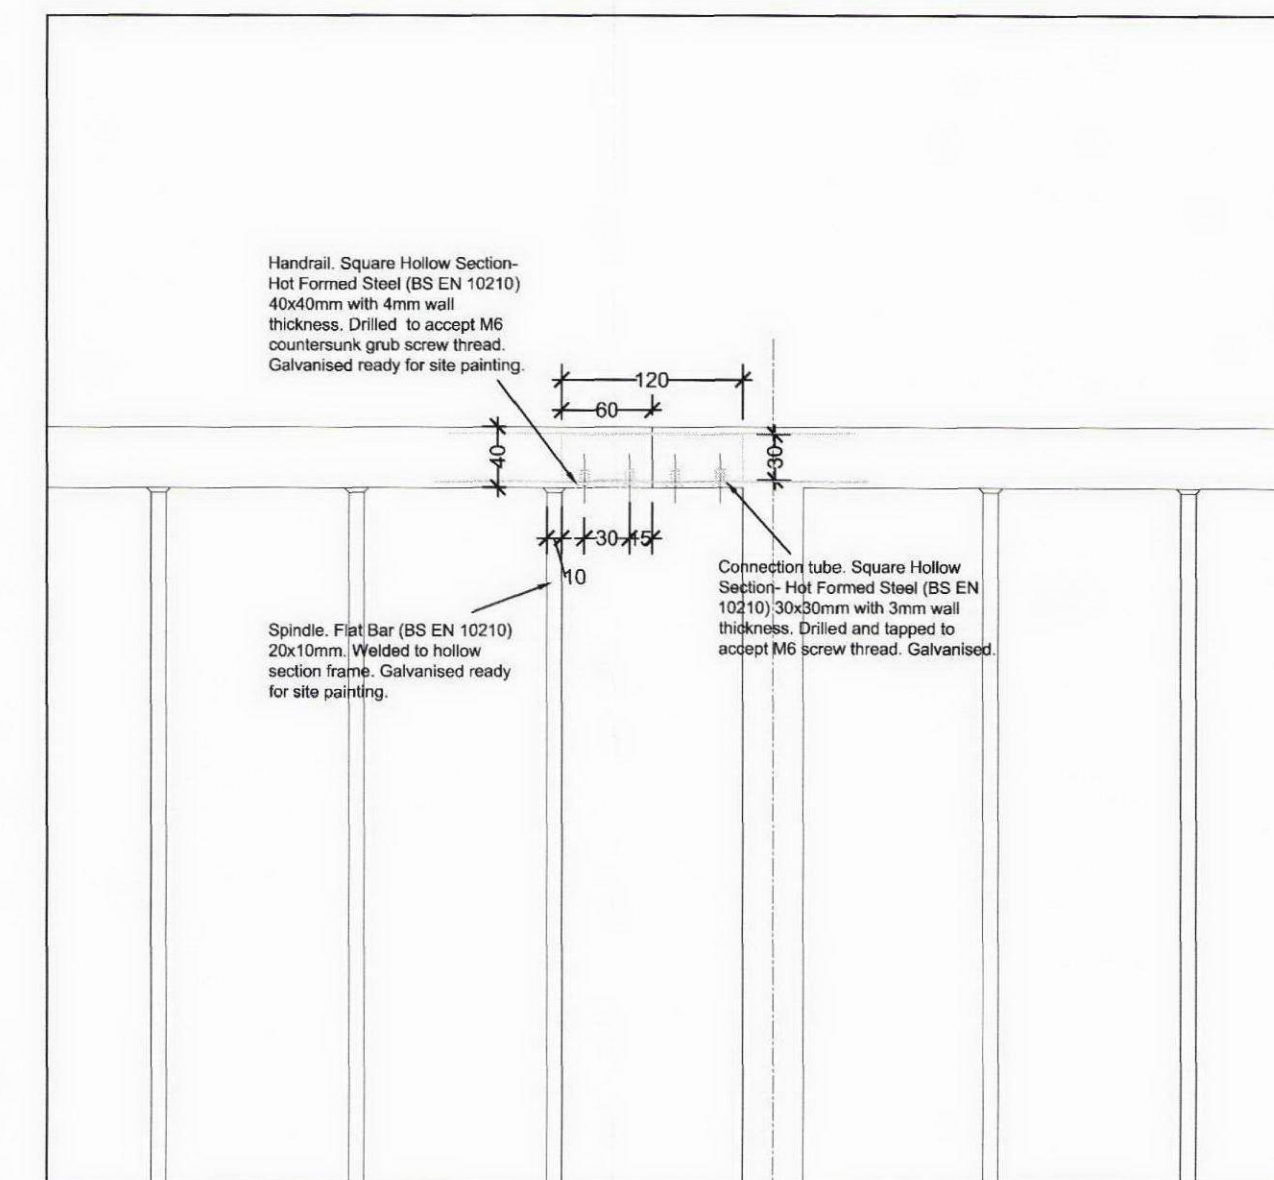 Handrail. Square Hollow Section-
Hot Formed Steel (BS EN 10210)
40x40mm with 4mm wall
thickness. Drilled to accept M6
countersunk grub screw thread.
Galvanised ready for site painting.
120
60
40
30
30
15
10
Connection tube. Square Hollow
Section- Hot Formed Steel (BS EN
10210) 30x30mm with 3mm wall
thickness. Drilled and tapped to
accept M6 screw thread. Galvanised.
Spindle. Flat Bar (BS EN 10210)
20x10mm. Welded to hollow
section frame. Galvanised ready
for site painting.